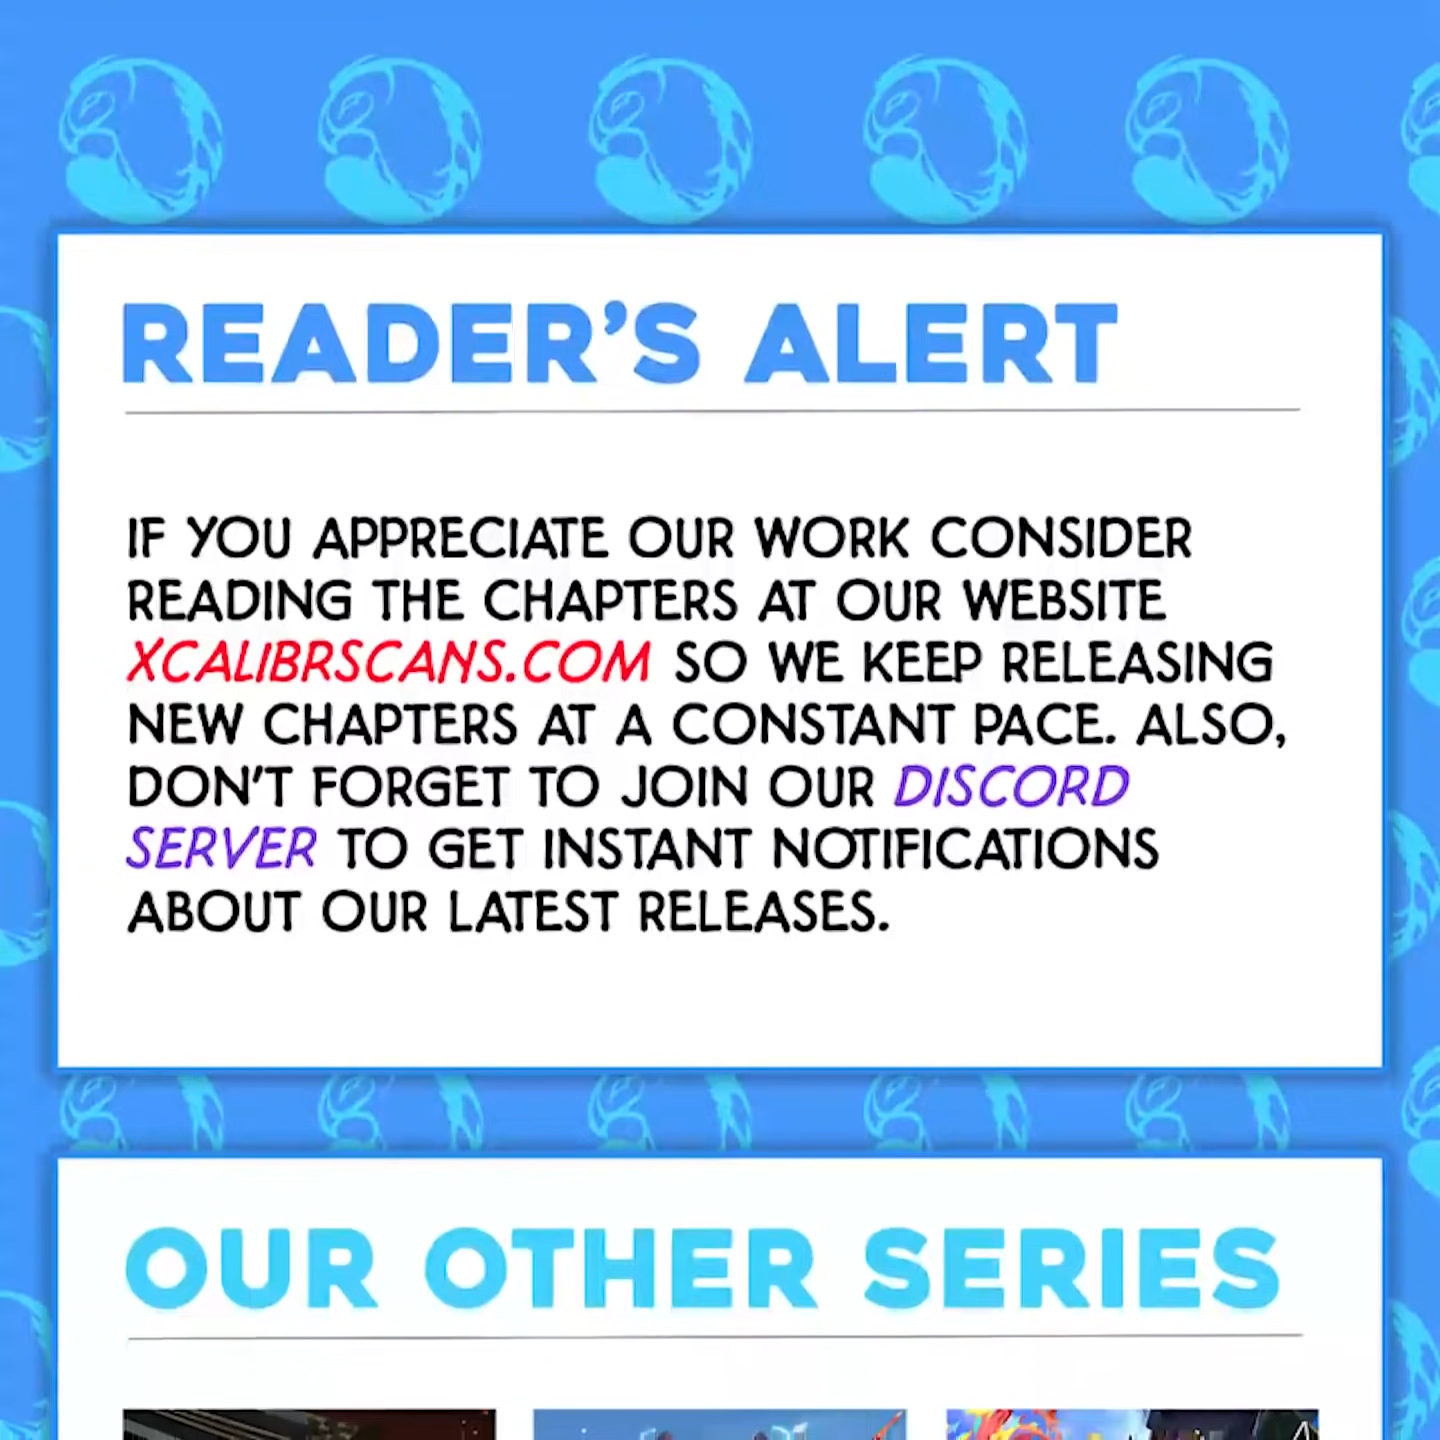 READER'S ALERT
IF YOU APPRECIATE OUR WORK CONSIDER
READING THE CHAPTERS AT OUR WEBSITE
XCALIBRSCANS.COM SO WE KEEP RELEASING
NEW CHAPTERS AT A CONSTANT PACE. ALSO,
DON'T FORGET TO JOIN OUR DISCORD
SERVER TO GET INSTANT NOTIFICATIONS
ABOUT OUR LATEST RELEASES.
OUR OTHER SERIES